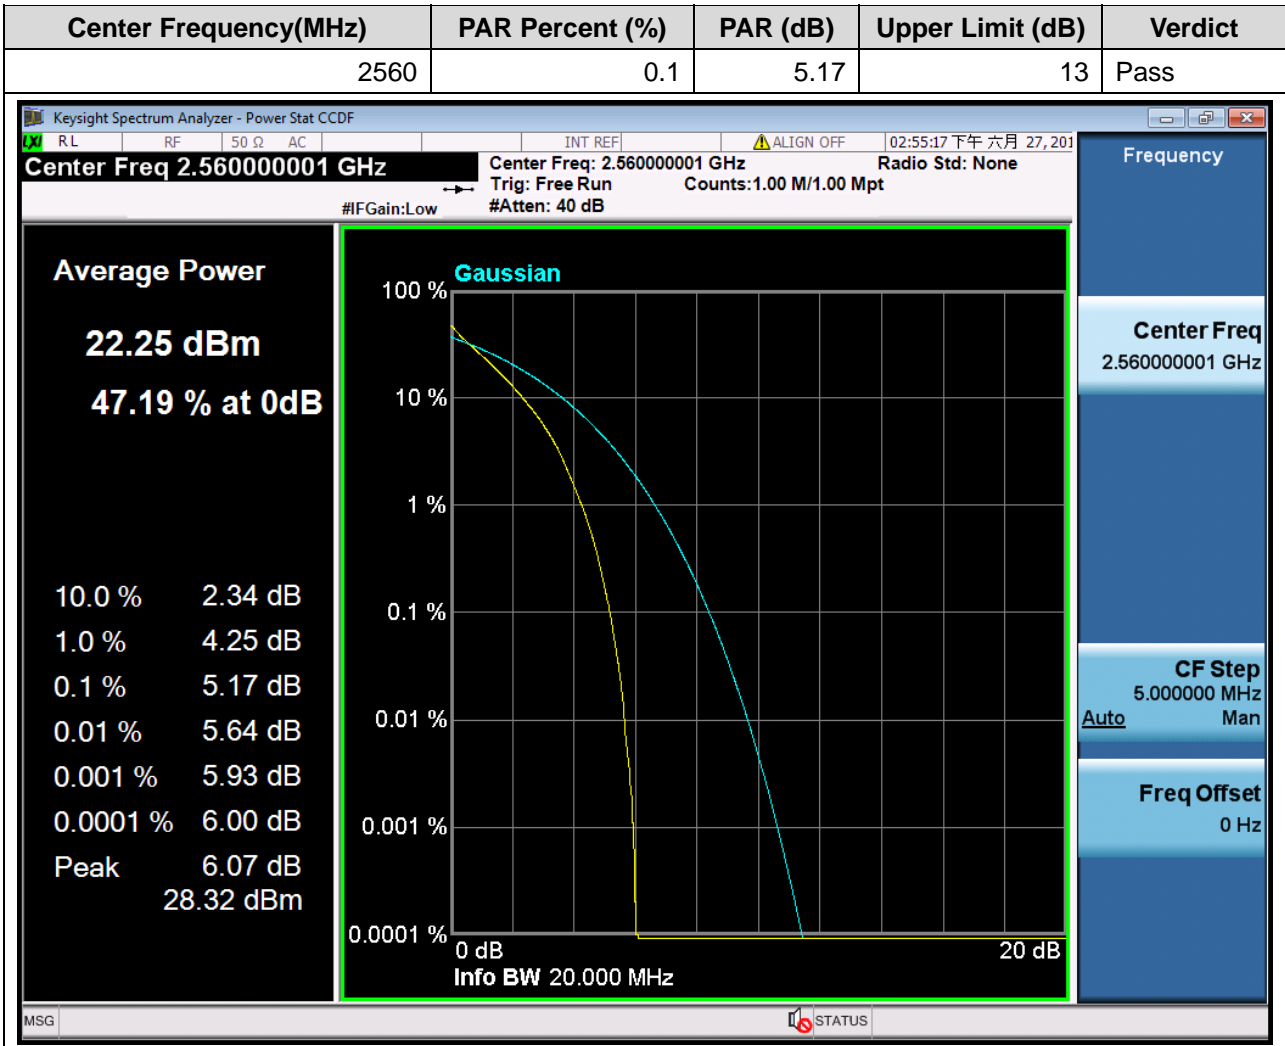 Center Frequency(MHz) PAR Percent (%) PAR (dB) Upper Limit (dB) Verdict
2560 0.1 5.17 13 Pass
Keysight Spectrum Analyzer - Power Stat CCDF
LXI RL RF 50 Ω AC INT REF ALIGN OFF 02:55:17 下午 六月 27, 201
Center Freq 2.560000001 GHz
Center Freq: 2.560000001 GHz Radio Std: None
Trig: Free Run Counts:1.00 M/1.00 Mpt
#IFGain:Low #Atten: 40 dB
Average Power
22.25 dBm
47.19 % at 0dB
10.0 % 2.34 dB
1.0 % 4.25 dB
0.1 % 5.17 dB
0.01 % 5.64 dB
0.001 % 5.93 dB
0.0001 % 6.00 dB
Peak 6.07 dB
28.32 dBm
Gaussian
100 %
10 %
1 %
0.1 %
0.01 %
0.001 %
0.0001 %
0 dB 20 dB
Info BW 20.000 MHz
Frequency
Center Freq
2.560000001 GHz
CF Step
5.000000 MHz
Auto Man
Freq Offset
0 Hz
MSG STATUS